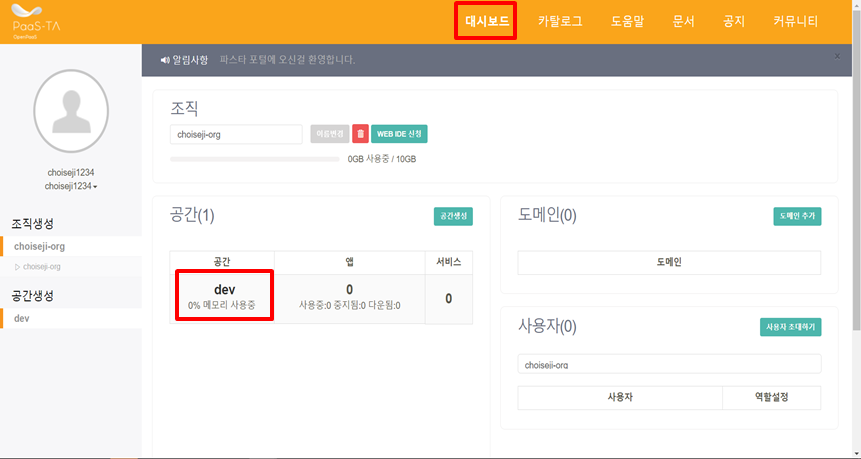 PaaS-TA
OpenPaaS
대시보드 카탈로그 도움말 문서 공지 커뮤니티
알림사항 파스타 포털에 오신걸 환영합니다. ×
choiseji1234
choiseji1234
조직생성
choiseji-org
choiseji-org
공간생성
dev
조직
choiseji-org 이름변경 WEB IDE 신청
0GB 사용중 / 10GB
공간(1) 공간생성
공간 앱 서비스
dev 0 0
0% 메모리 사용중 사용중:0 중지됨:0 다운됨:0
도메인(0) 도메인 추가
도메인
사용자(0) 사용자 초대하기
choiseji-org
사용자 역할설정